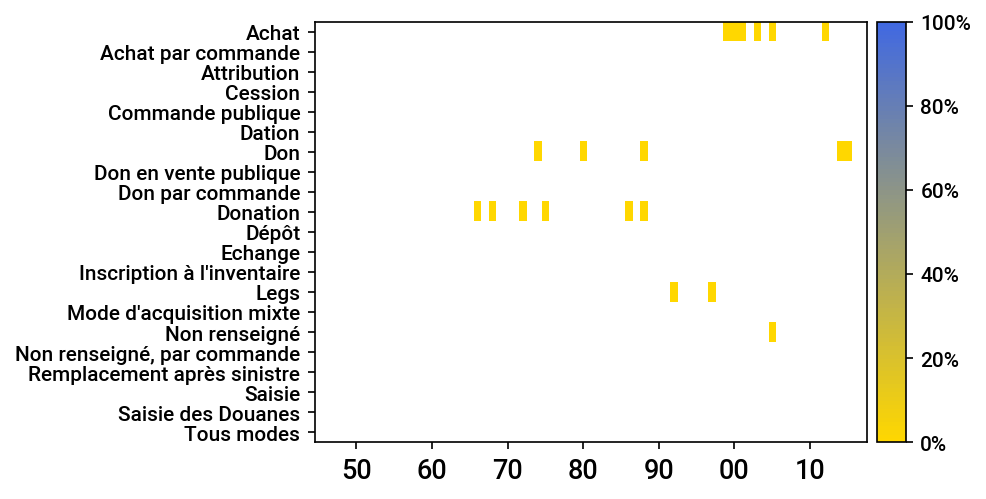 Achat
Achat par commande
Attribution
Cession
Commande publique
Dation
Don
Don en vente publique
Don par commande
Donation
Dépôt
Echange
Inscription à l'inventaire
Legs
Mode d'acquisition mixte
Non renseigné
Non renseigné, par commande
Remplacement après sinistre
Saisie
Saisie des Douanes
Tous modes
50 60 70 80 90 00 10
100%
80%
60%
40%
20%
0%